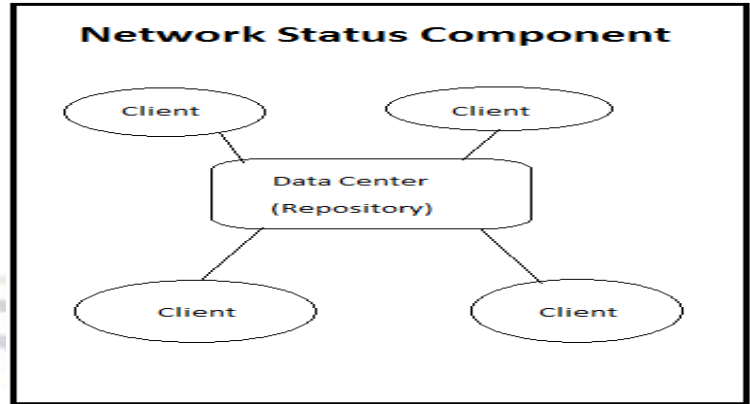 Network Status Component
Client
Client
Data Center
(Repository)
Client
Client